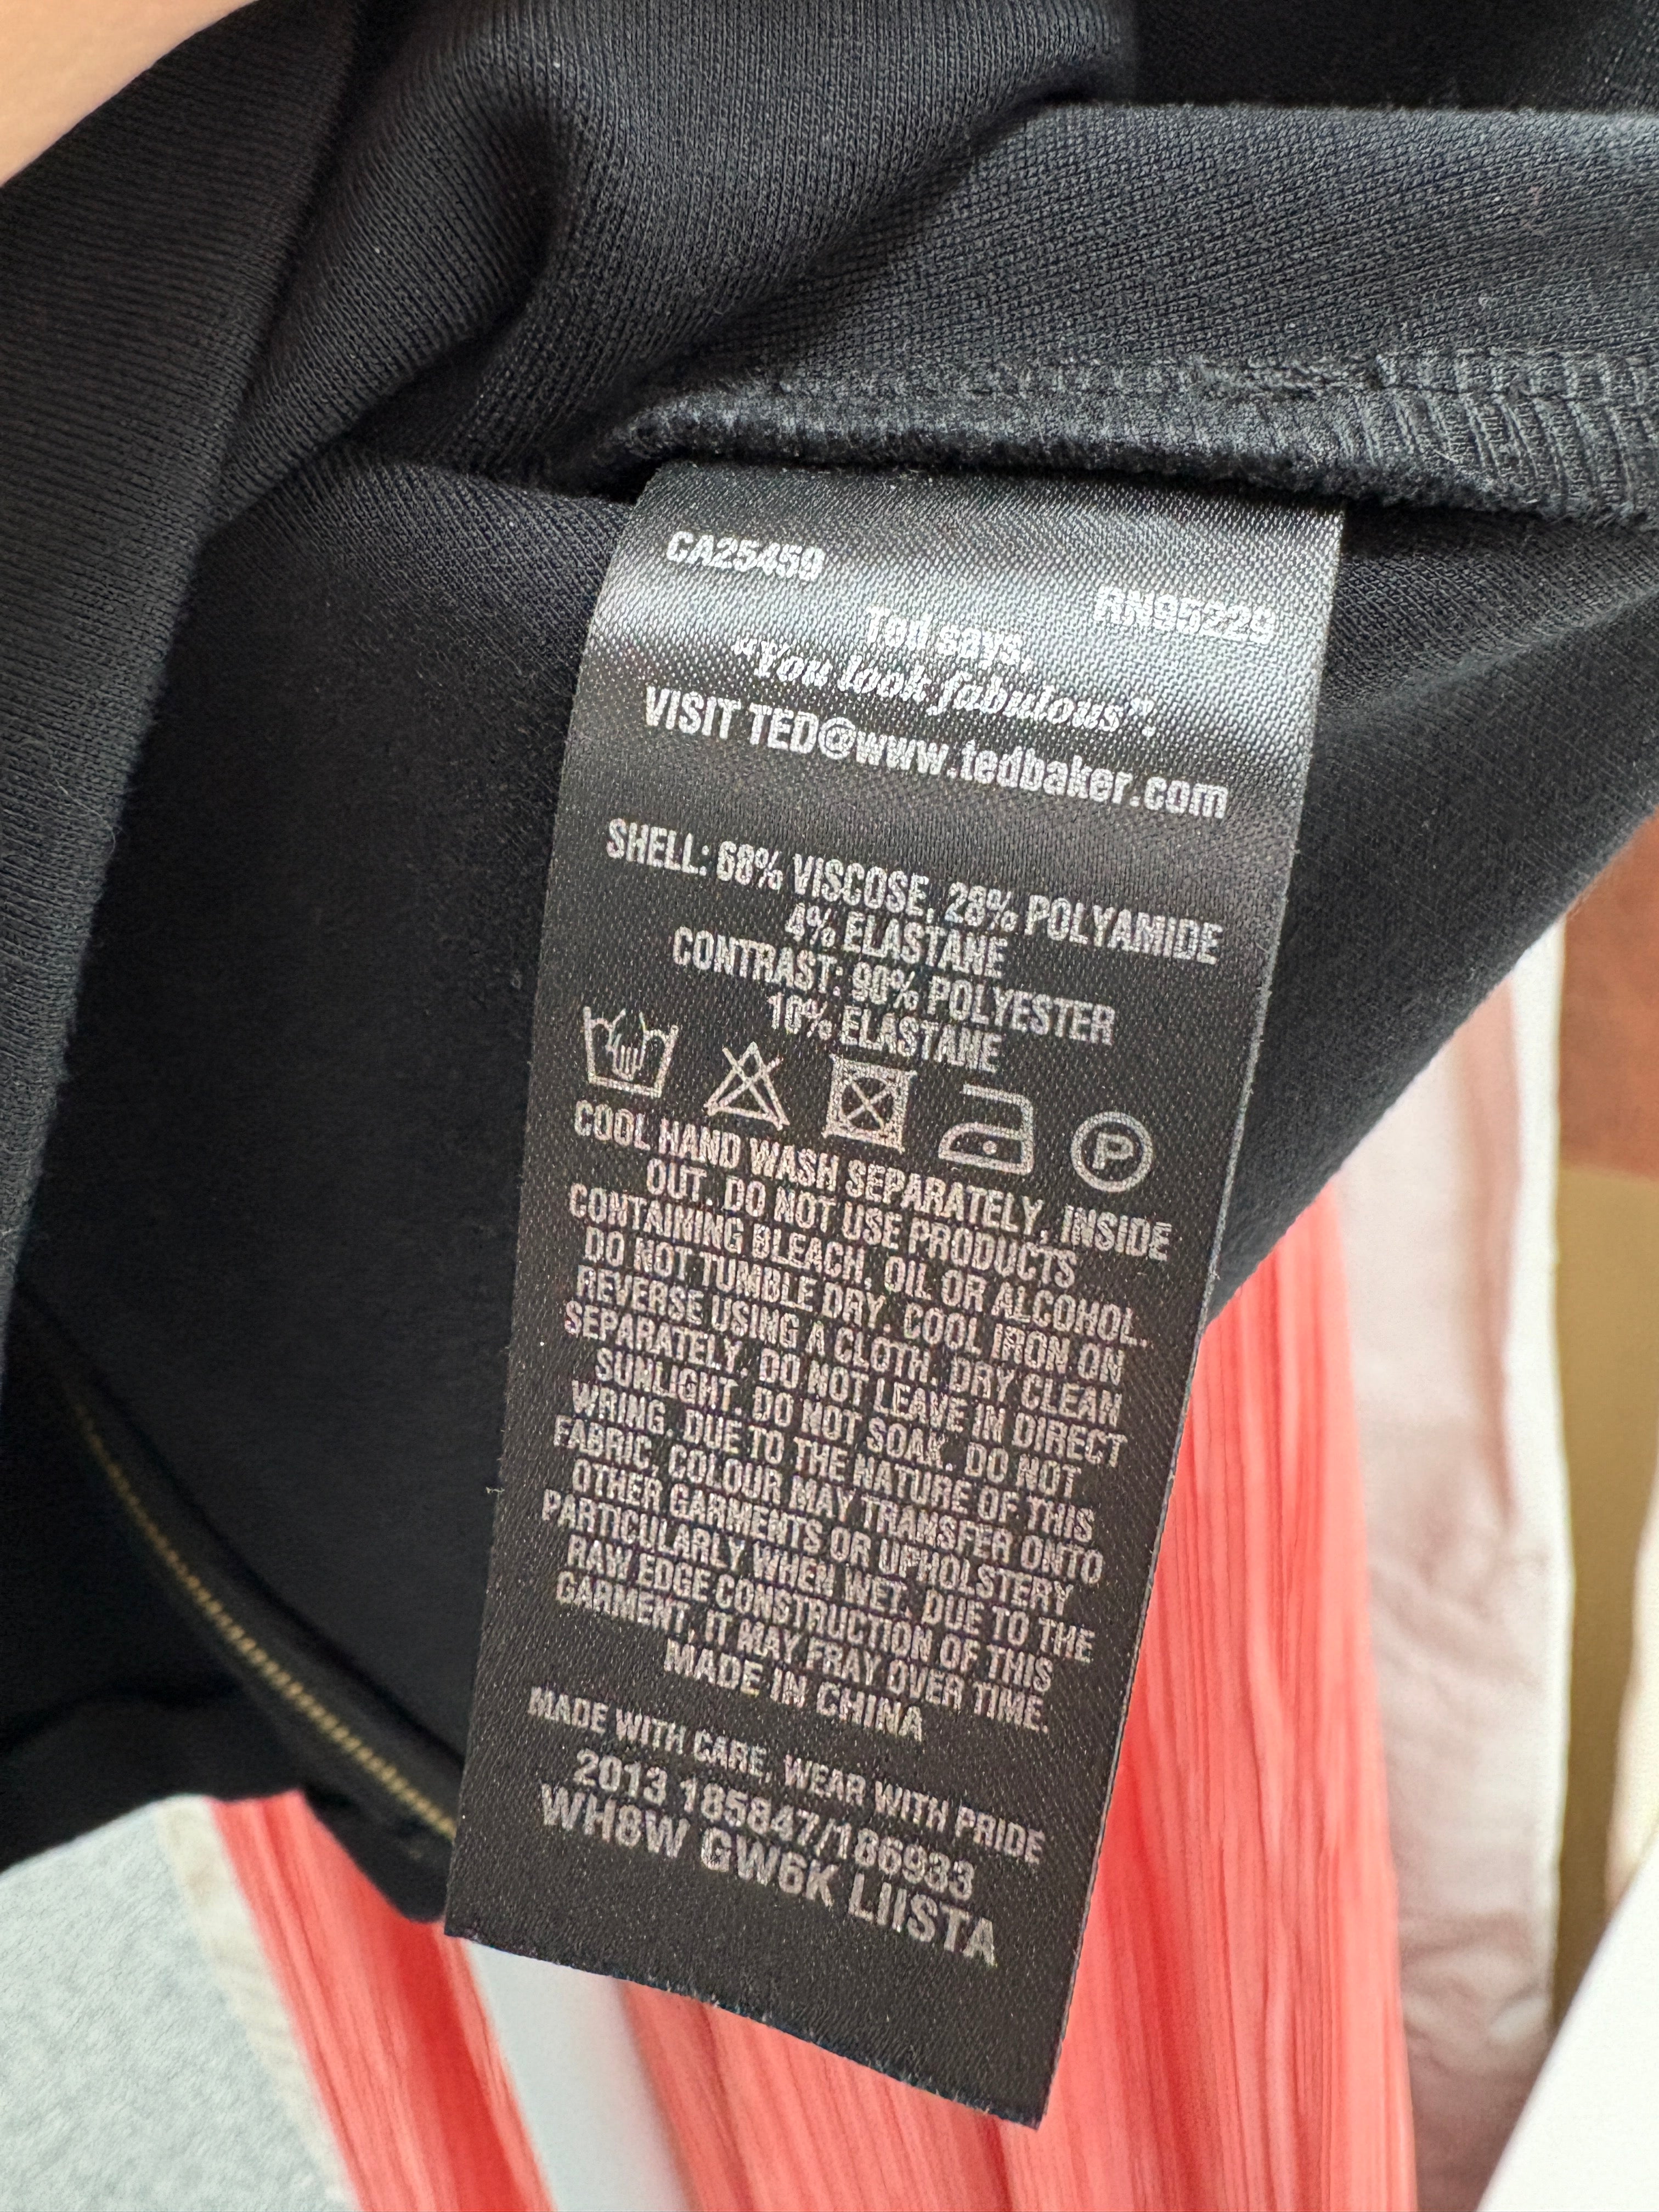 CA25459
RN95229
Ted says,
"You look fabulous".
VISIT TED@www.tedbaker.com
SHELL: 68% VISCOSE, 28% POLYAMIDE
4% ELASTANE
CONTRAST: 90% POLYESTER
10% ELASTANE
P
COOL HAND WASH SEPARATELY, INSIDE
OUT. DO NOT USE PRODUCTS
CONTAINING BLEACH, OIL OR ALCOHOL.
DO NOT TUMBLE DRY. COOL IRON ON
REVERSE USING A CLOTH. DRY CLEAN
SEPARATELY. DO NOT LEAVE IN DIRECT
SUNLIGHT. DO NOT SOAK. DO NOT
WRING. DUE TO THE NATURE OF THIS
FABRIC, COLOUR MAY TRANSFER ONTO
OTHER GARMENTS OR UPHOLSTERY
PARTICULARLY WHEN WET. DUE TO THE
RAW EDGE CONSTRUCTION OF THIS
GARMENT, IT MAY FRAY OVER TIME.
MADE IN CHINA
MADE WITH CARE, WEAR WITH PRIDE
2013 185847/186933
WH8W GW6K LIISTA